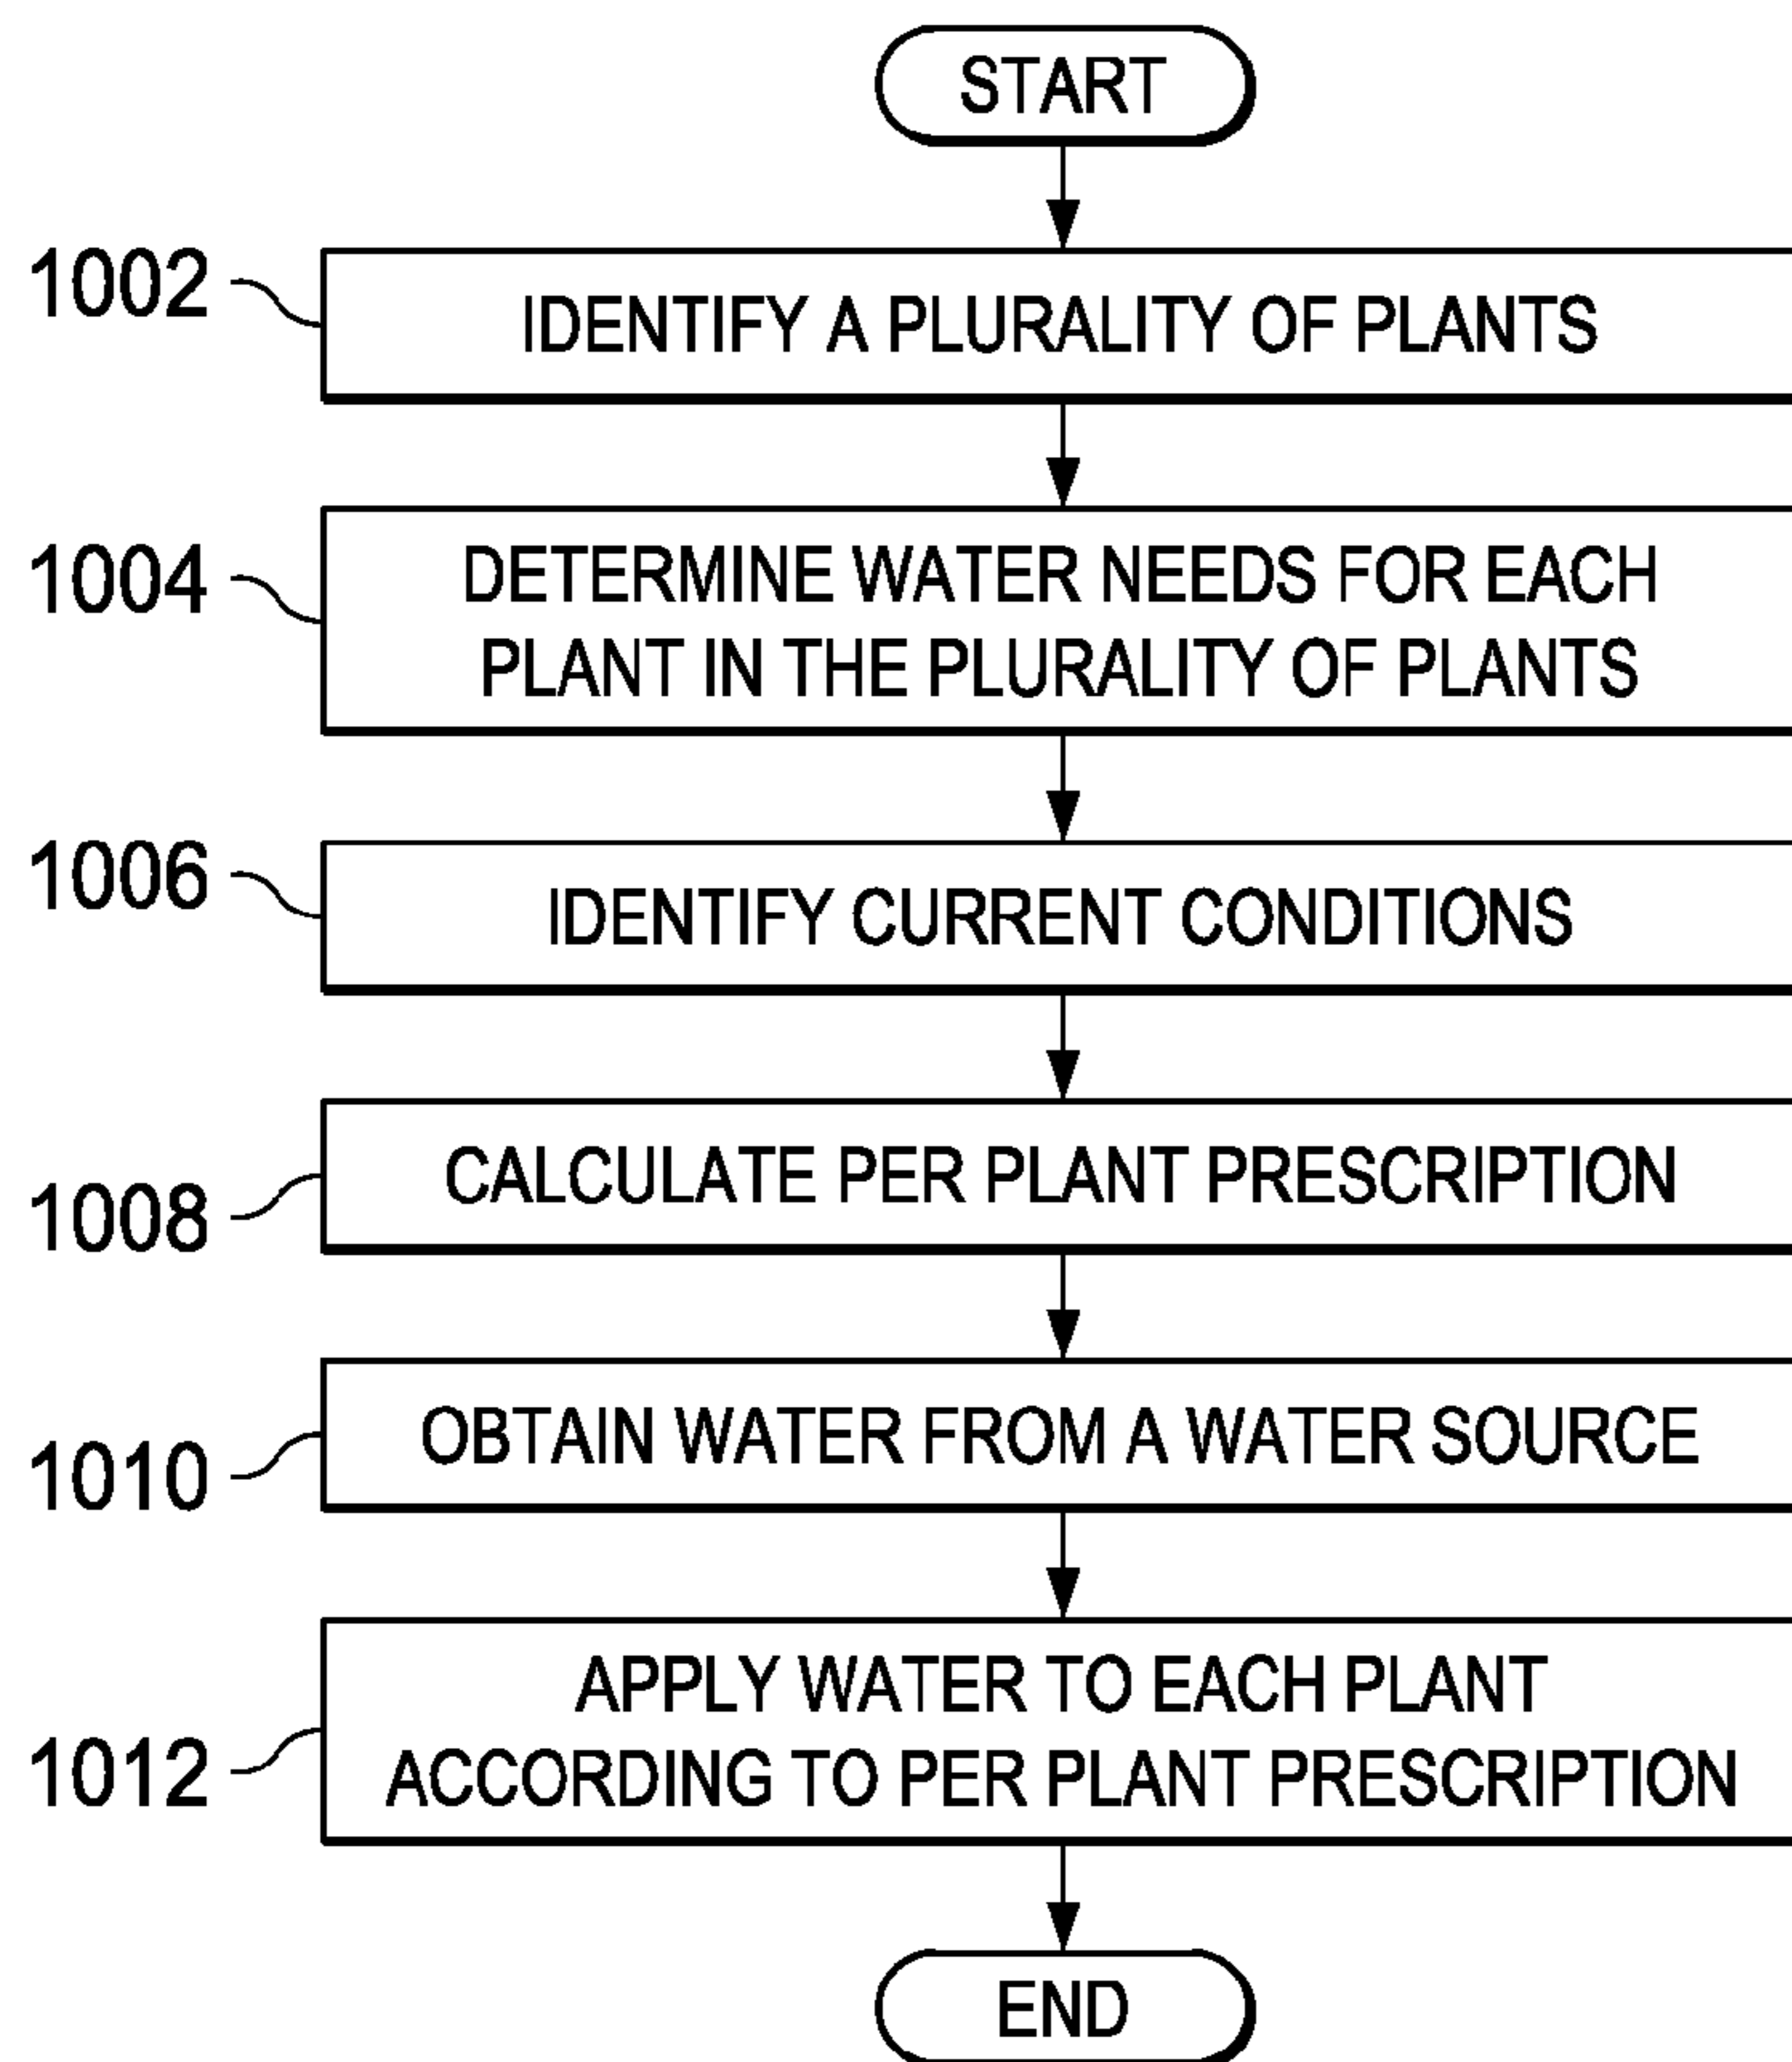 START
1002
IDENTIFY A PLURALITY OF PLANTS
1004
DETERMINE WATER NEEDS FOR EACH
PLANT IN THE PLURALITY OF PLANTS
1006
IDENTIFY CURRENT CONDITIONS
1008
CALCULATE PER PLANT PRESCRIPTION
1010
OBTAIN WATER FROM A WATER SOURCE
1012
APPLY WATER TO EACH PLANT
ACCORDING TO PER PLANT PRESCRIPTION
END